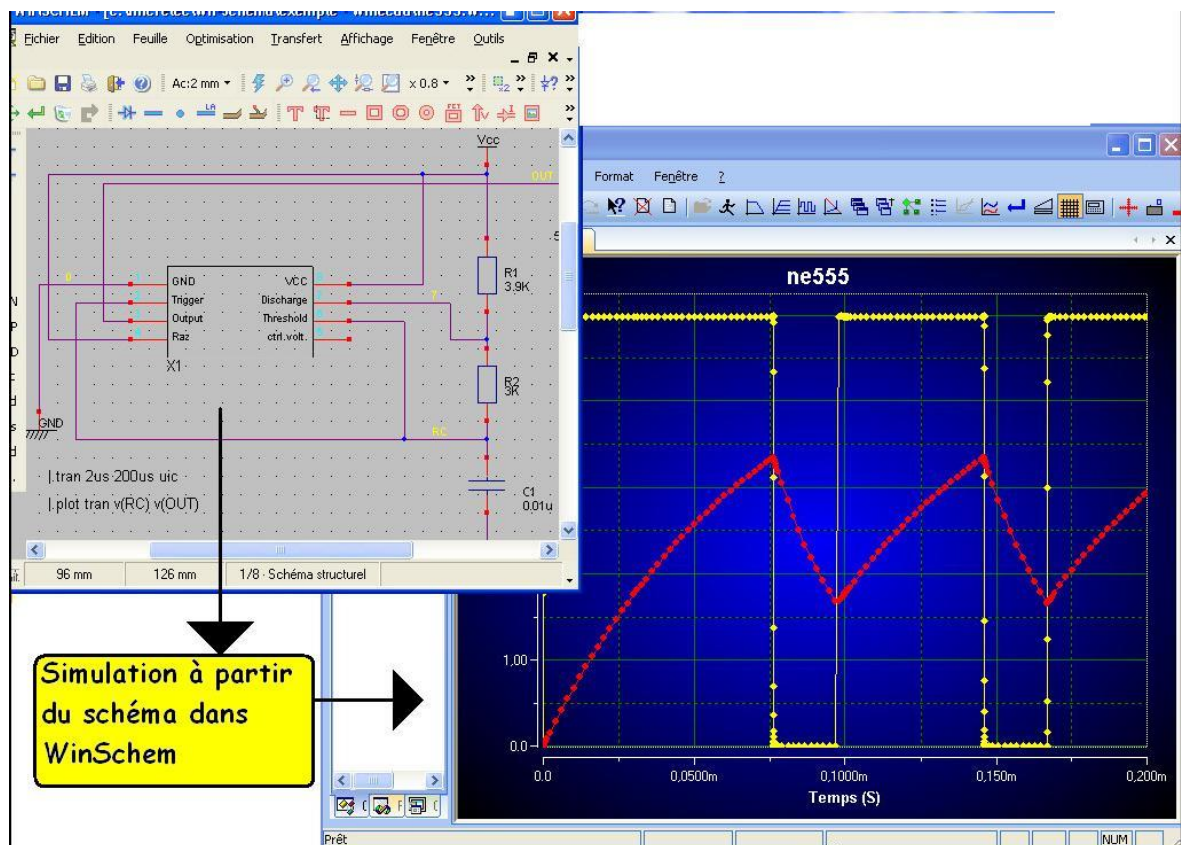 Fichier Edition Feuille Optimisation Transfert Affichage Fenêtre Outils
Ac:2 mm
x 0.8
Vcc
OUT
GND VCC
Trigger Discharge
Output Threshold
Raz ctrl.volt.
X1
0
7
R1
3.9K
R2
3K
RC
GND
C1
0.01u
|.tran 2us 200us uic
|.plot tran v(RC) v(OUT)
96 mm 126 mm 1/8 - Schéma structurel
Simulation à partir
du schéma dans
WinSchem
Format Fenêtre ?
ne555
1,00
0.0
0.0 0,0500m 0,1000m 0,150m 0,200m
Temps (S)
Prêt
NUM